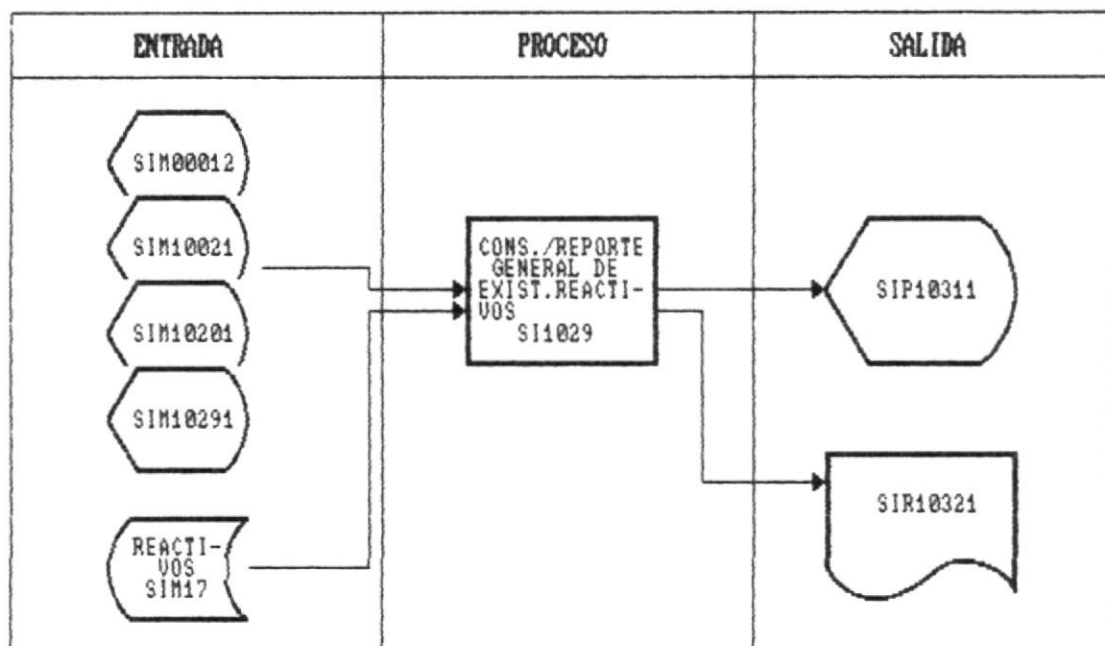 ENTRADA
PROCESO
SALIDA
SIM00012
SIM10021
SIM10201
SIM10291
REACTI-
VOS
SIM17
CONS./REPORTE
GENERAL DE
EXIST.REACTI-
VOS
SI1029
SIP10311
SIR10321